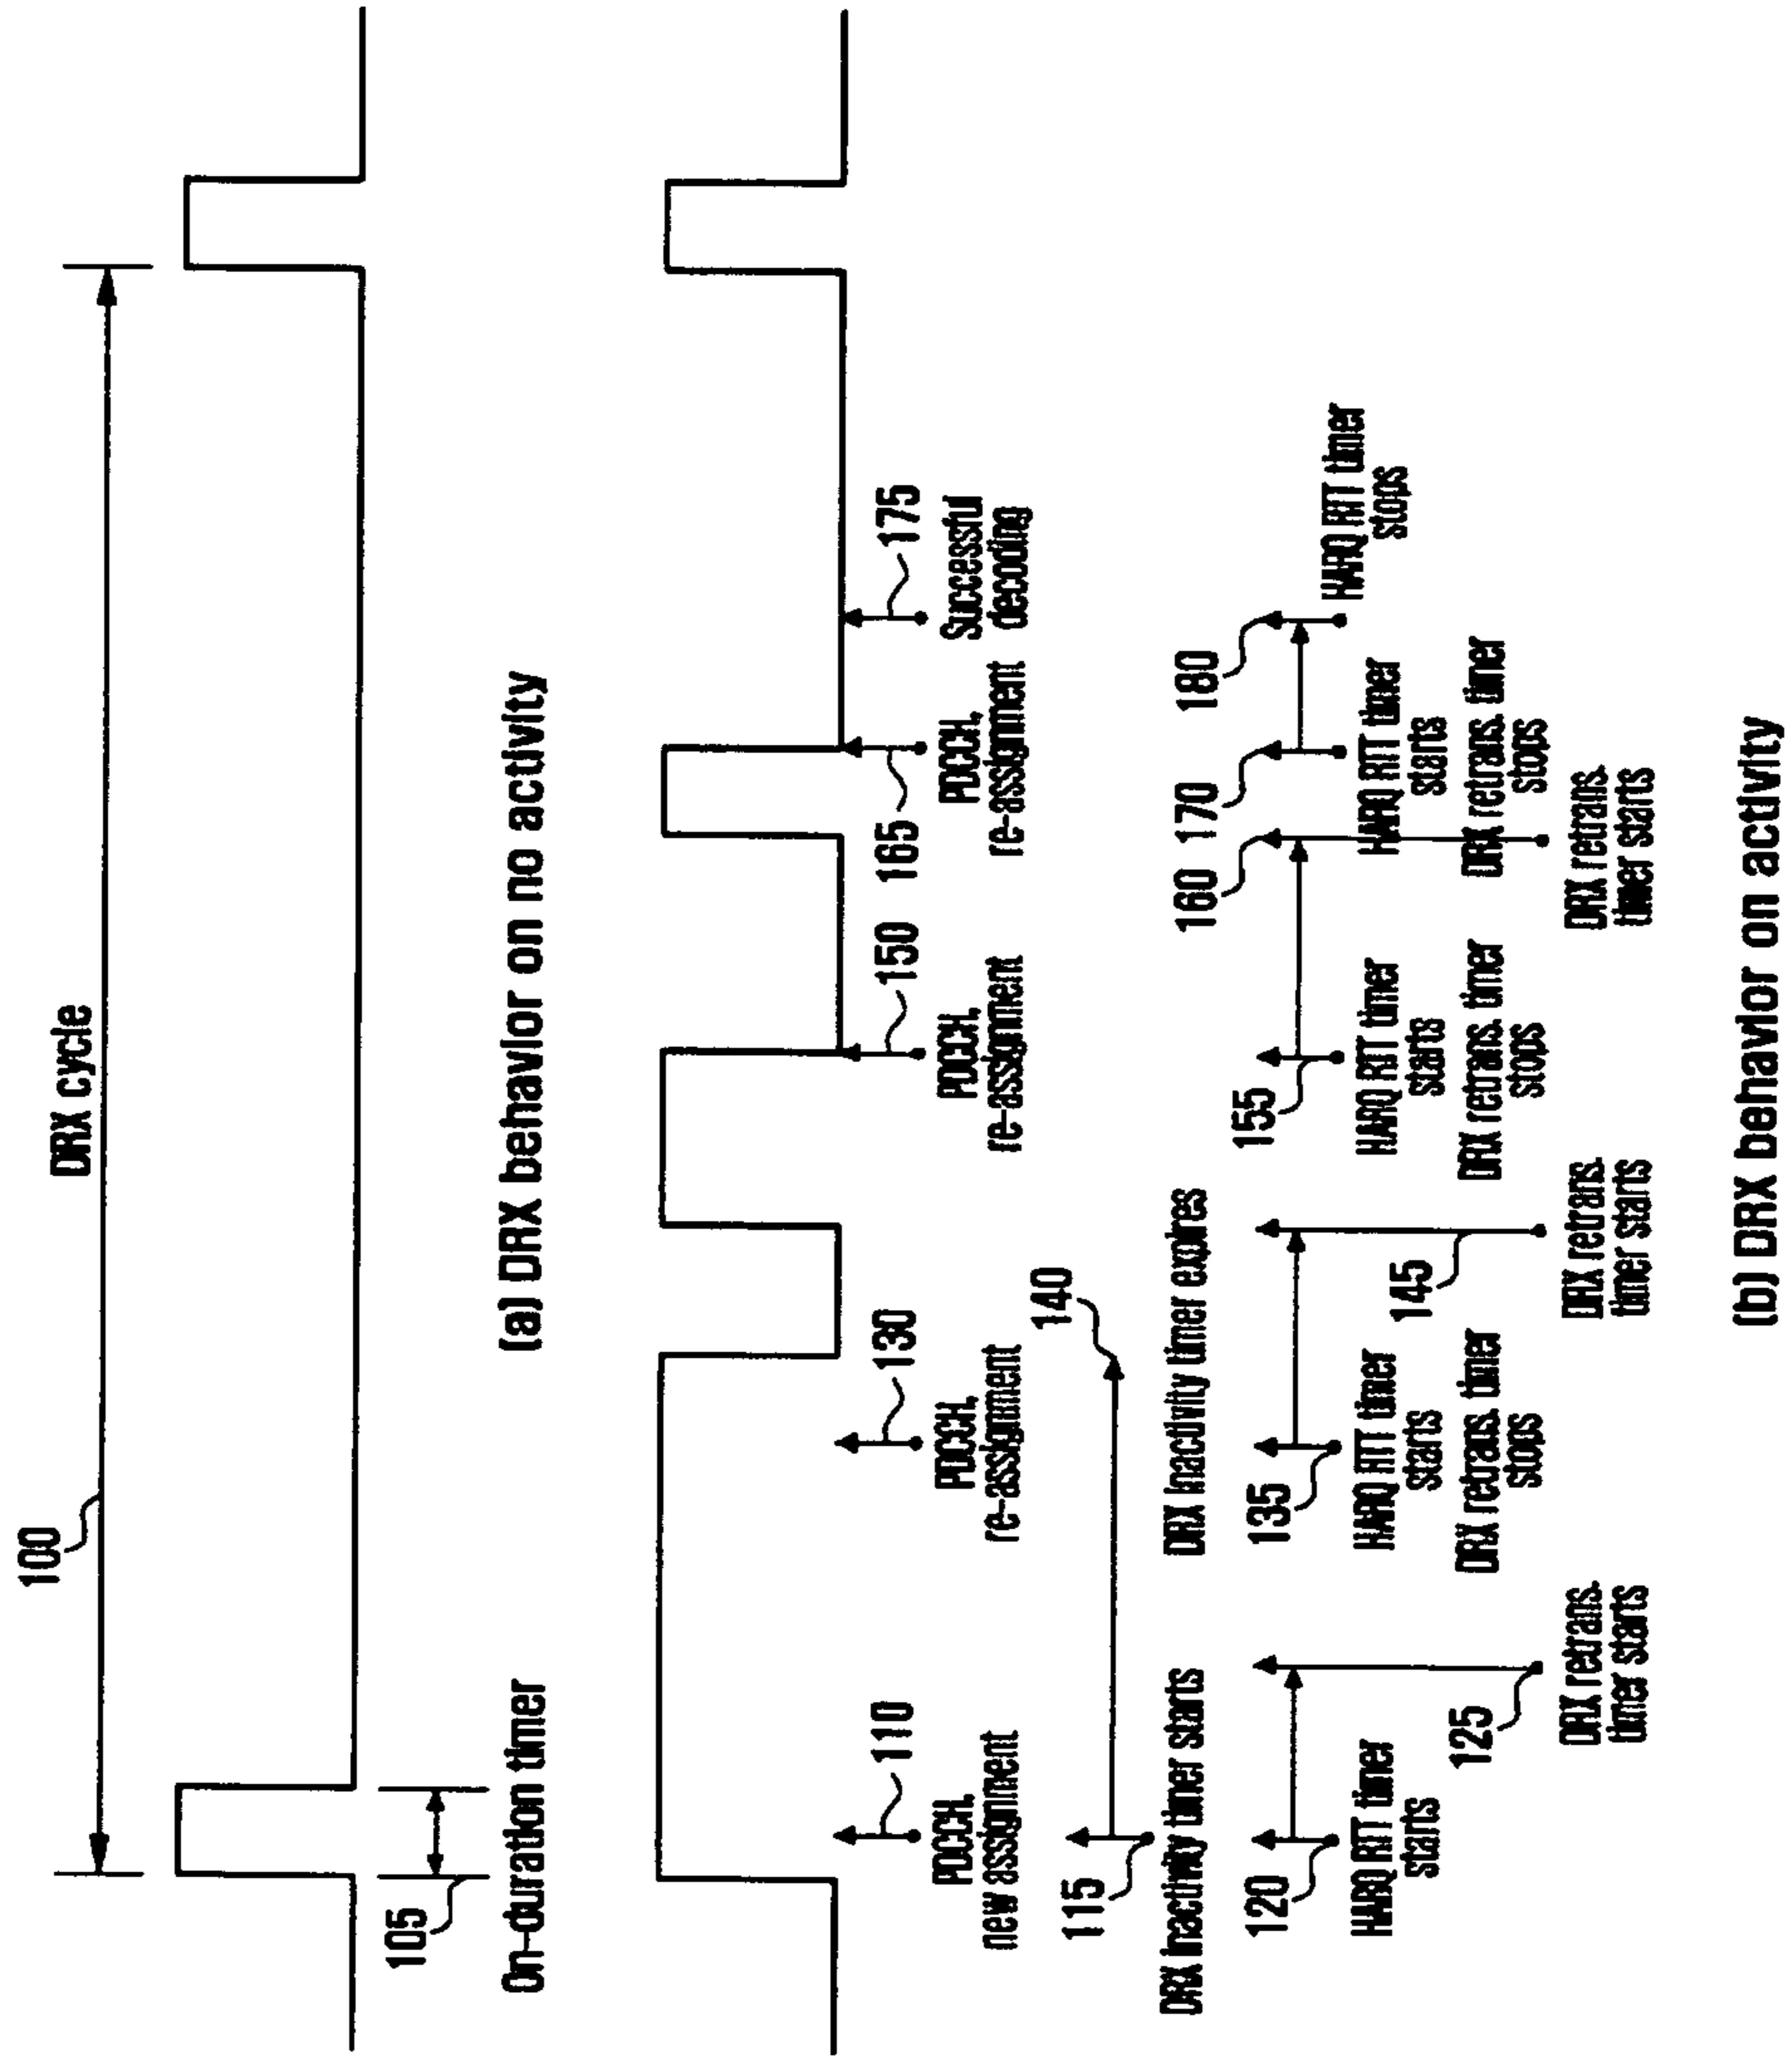 100
DRX cycle
105
On-duration timer
(a) DRX behavior on no activity
110
130
150
165
175
PDCCH,
new assignment
PDCCH,
re-assignment
PDCCH,
re-assignment
PDCCH,
re-assignment
Successful
decoding
115
140
DRX Inactivity timer starts
DRX Inactivity timer expires
120
135
155
160
170
180
HARQ RTT timer
starts
HARQ RTT timer
starts
HARQ RTT timer
starts
HARQ RTT timer
starts
HARQ RTT timer
stops
125
145
DRX retrans. timer
stops
DRX retrans. timer
stops
DRX retrans. timer
stops
DRX retrans.
timer starts
DRX retrans.
timer starts
DRX retrans.
timer starts
(b) DRX behavior on activity